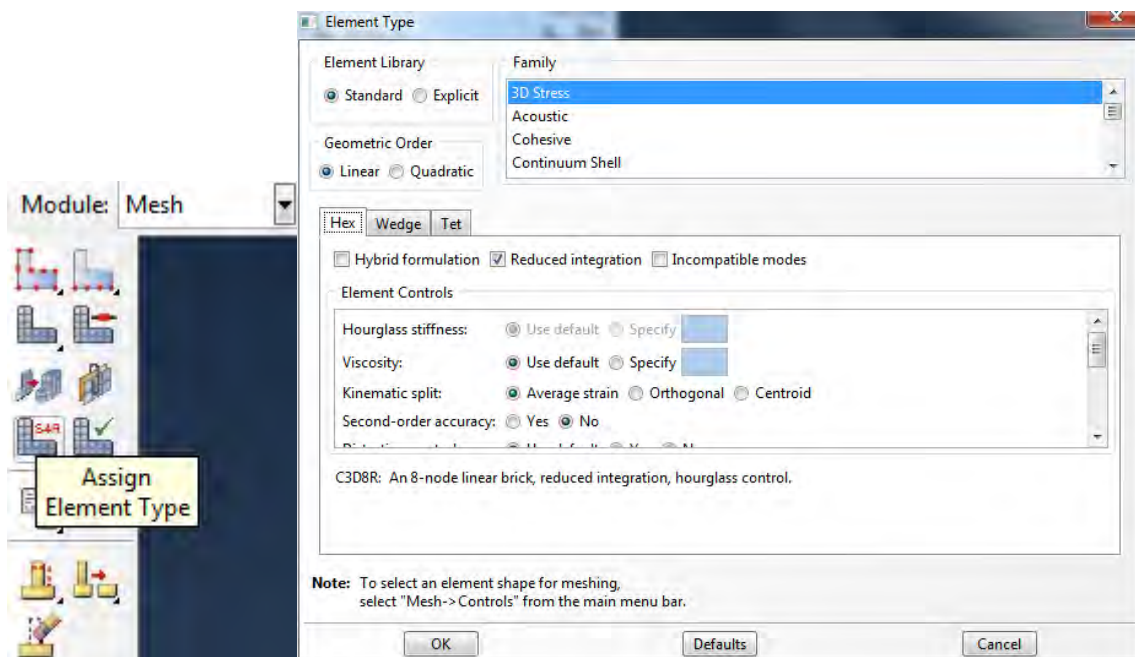 Element Type
Element Library
Standard Explicit
Family
3D Stress
Acoustic
Cohesive
Continuum Shell
Geometric Order
Linear Quadratic
Module: Mesh
Hex Wedge Tet
Hybrid formulation Reduced integration Incompatible modes
Element Controls
Hourglass stiffness: Use default Specify
Viscosity: Use default Specify
Kinematic split: Average strain Orthogonal Centroid
Second-order accuracy: Yes No
S4R
Assign
Element Type
C3D8R: An 8-node linear brick, reduced integration, hourglass control.
Note: To select an element shape for meshing,
select "Mesh->Controls" from the main menu bar.
OK Defaults Cancel